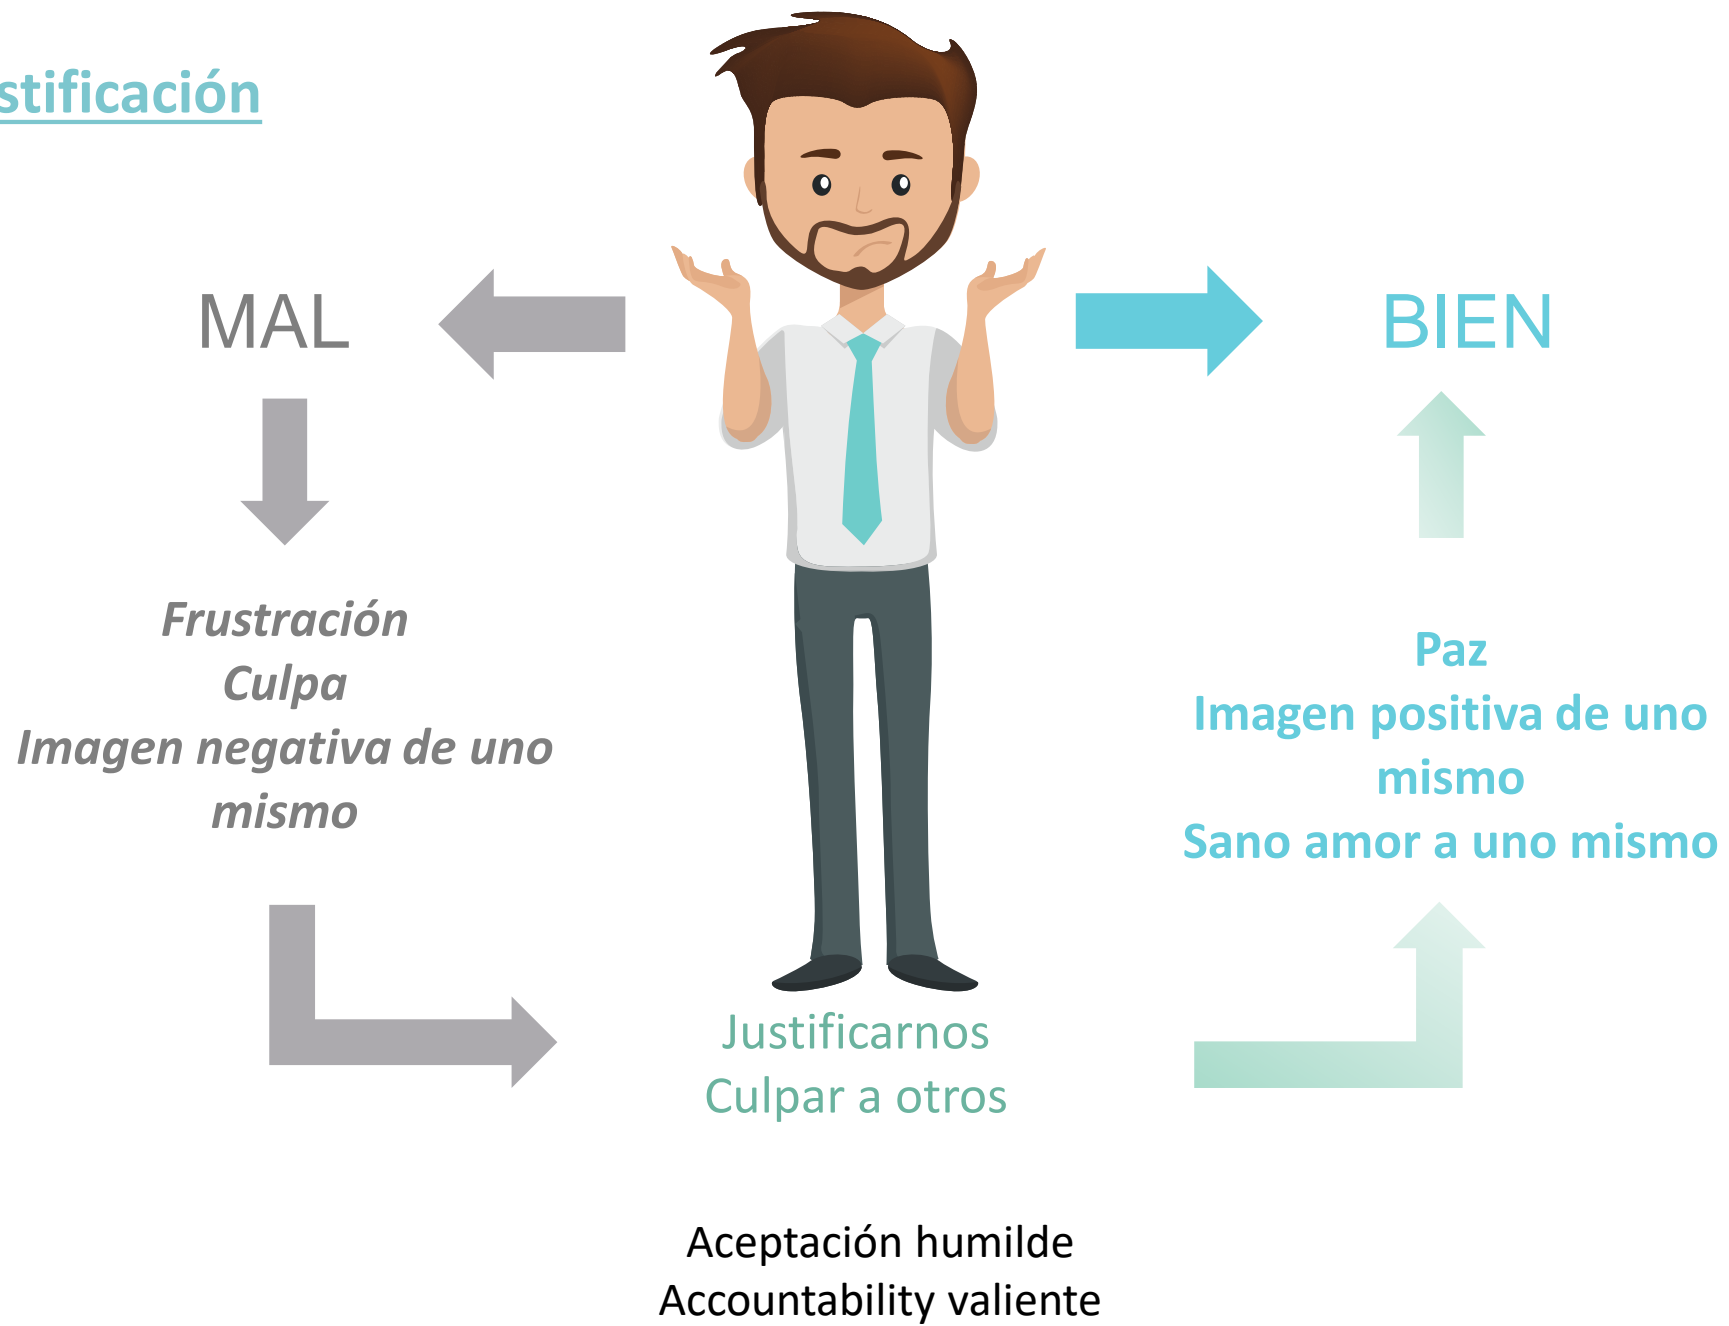 stificación
MAL
BIEN
Frustración
Culpa
Imagen negativa de uno
mismo
Paz
Imagen positiva de uno
mismo
Sano amor a uno mismo
Justificarnos
Culpar a otros
Aceptación humilde
Accountability valiente